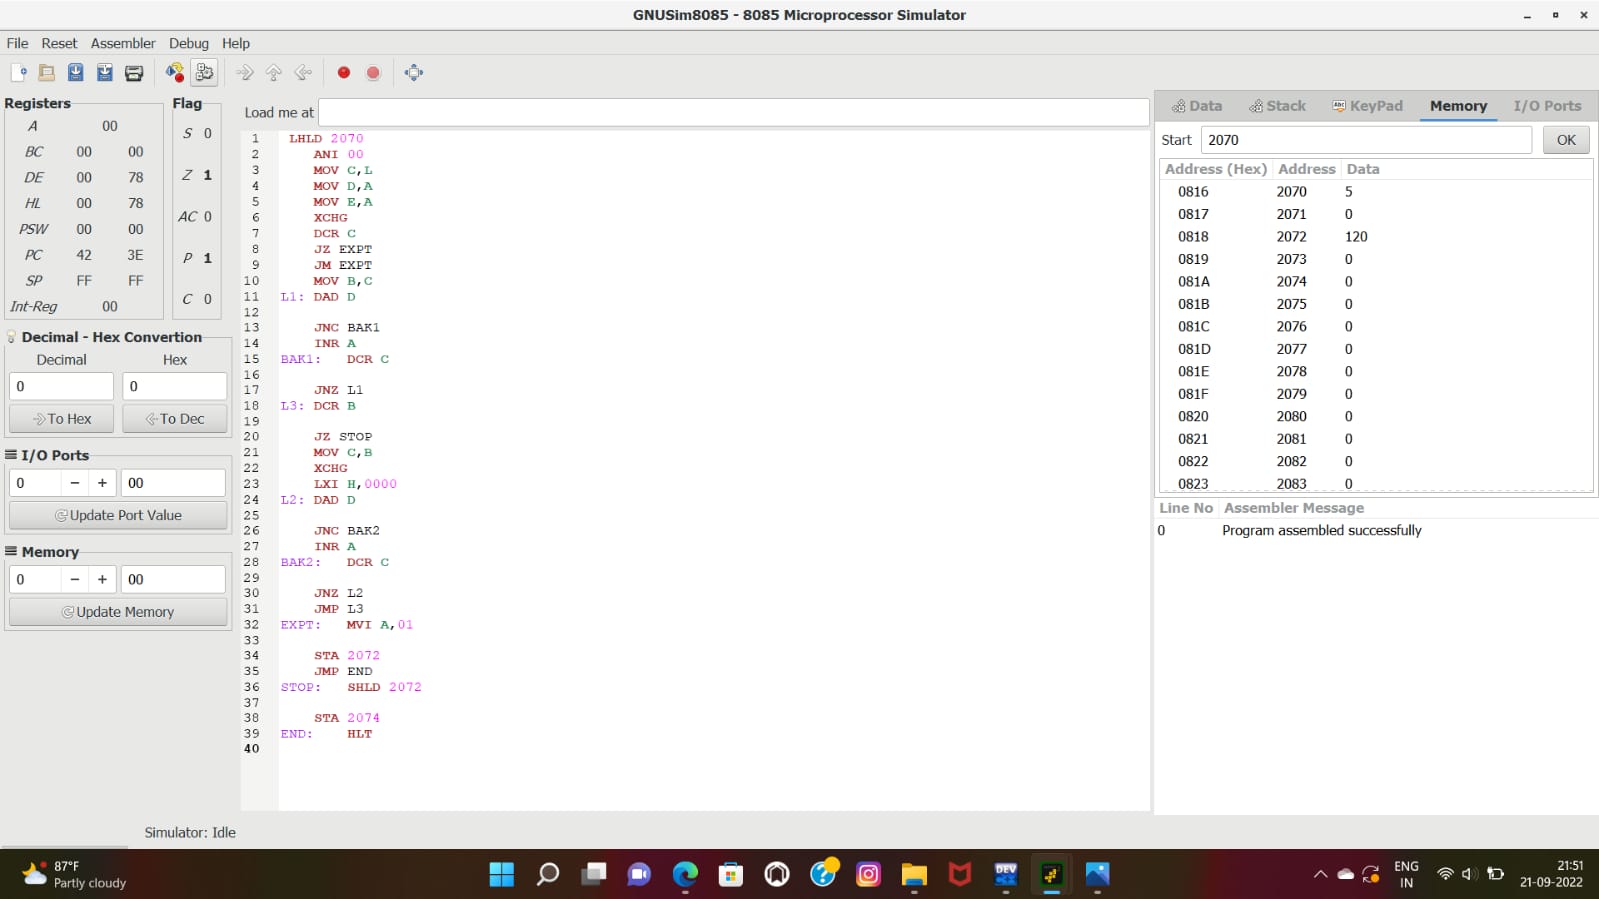 GNUSim8085 - 8085 Microprocessor Simulator
File Reset Assembler Debug Help
Registers
A 00
BC 00 00
DE 00 78
HL 00 78
PSW 00 00
PC 42 3E
SP FF FF
Int-Reg 00
Flag
S 0
Z 1
AC 0
P 1
C 0
Decimal - Hex Convertion
Decimal Hex
0 0
To Hex To Dec
I/O Ports
0 − + 00
Update Port Value
Memory
0 − + 00
Update Memory
Load me at
1 LHLD 2070
2 ANI 00
3 MOV C,L
4 MOV D,A
5 MOV E,A
6 XCHG
7 DCR C
8 JZ EXPT
9 JM EXPT
10 MOV B,C
11 L1: DAD D
12
13 JNC BAK1
14 INR A
15 BAK1: DCR C
16
17 JNZ L1
18 L3: DCR B
19
20 JZ STOP
21 MOV C,B
22 XCHG
23 LXI H,0000
24 L2: DAD D
25
26 JNC BAK2
27 INR A
28 BAK2: DCR C
29
30 JNZ L2
31 JMP L3
32 EXPT: MVI A,01
33
34 STA 2072
35 JMP END
36 STOP: SHLD 2072
37
38 STA 2074
39 END: HLT
40
Data Stack Abc KeyPad Memory I/O Ports
Start 2070 OK
Address (Hex) Address Data
0816 2070 5
0817 2071 0
0818 2072 120
0819 2073 0
081A 2074 0
081B 2075 0
081C 2076 0
081D 2077 0
081E 2078 0
081F 2079 0
0820 2080 0
0821 2081 0
0822 2082 0
0823 2083 0
Line No Assembler Message
0 Program assembled successfully
Simulator: Idle
87°F
Partly cloudy
DEV
ENG
IN
21:51
21-09-2022